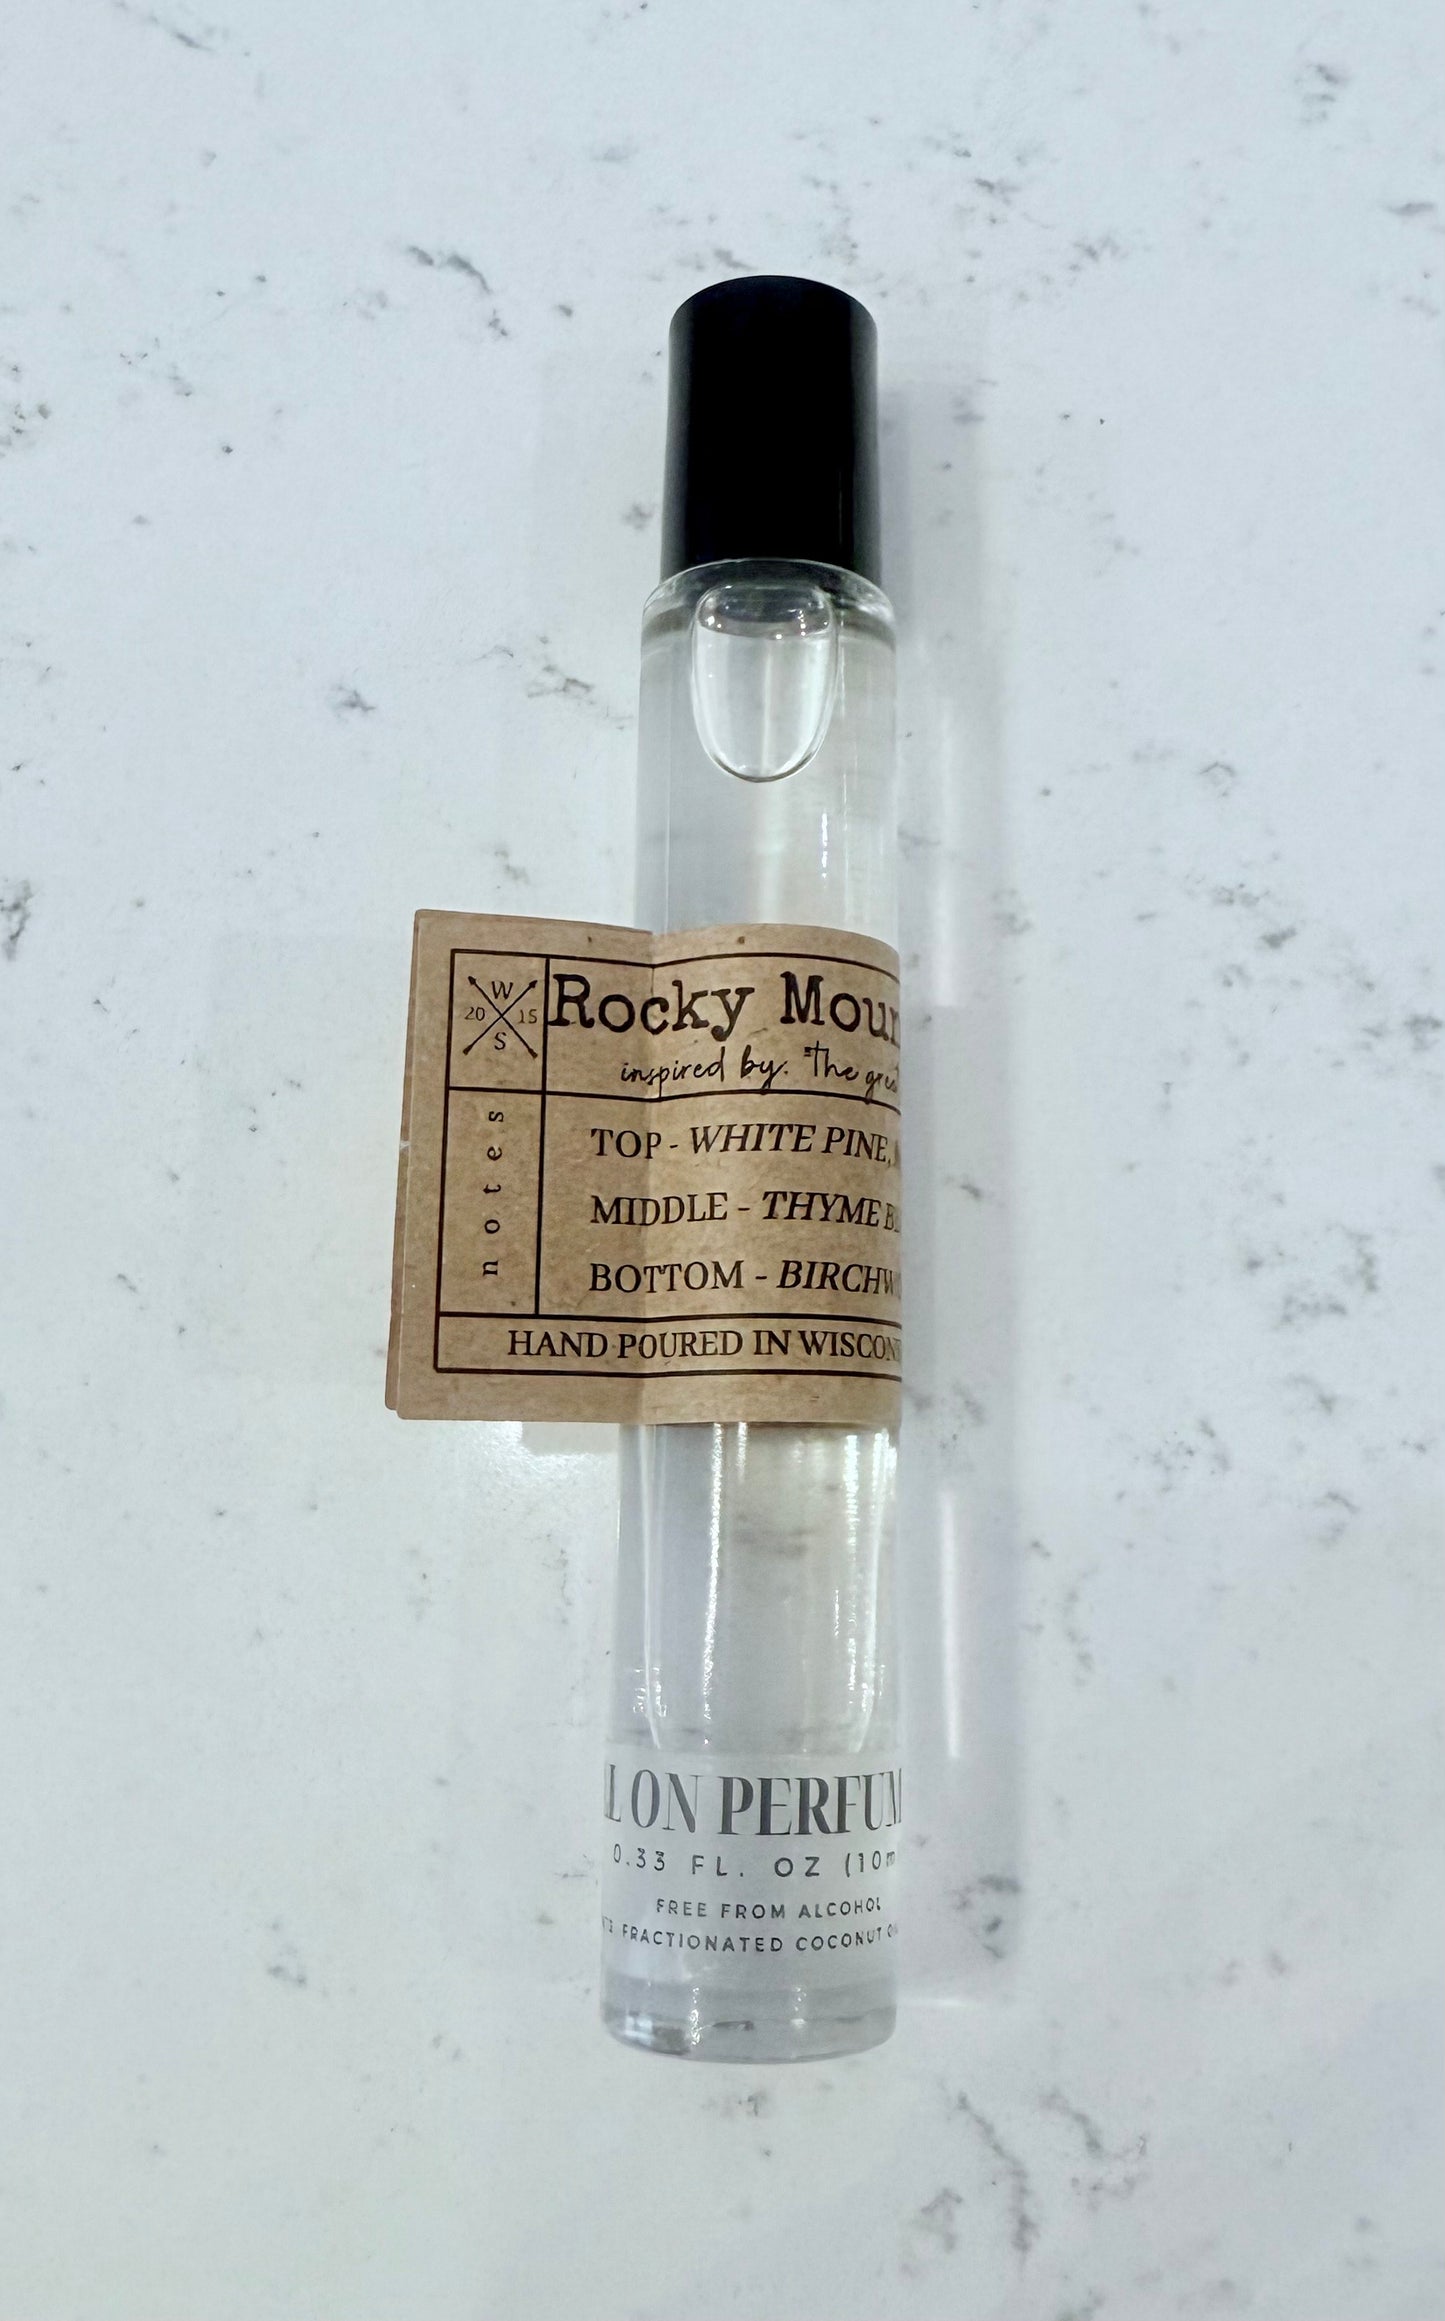 W
20 15
S
Rocky Moun
inspired by: "the great
notes
TOP - WHITE PINE,
MIDDLE - THYME
BOTTOM - BIRCHW
HAND POURED IN WISCON
LL ON PERFUM
0.33 FL. OZ (10m
FREE FROM ALCOHOL
FRACTIONATED COCONUT